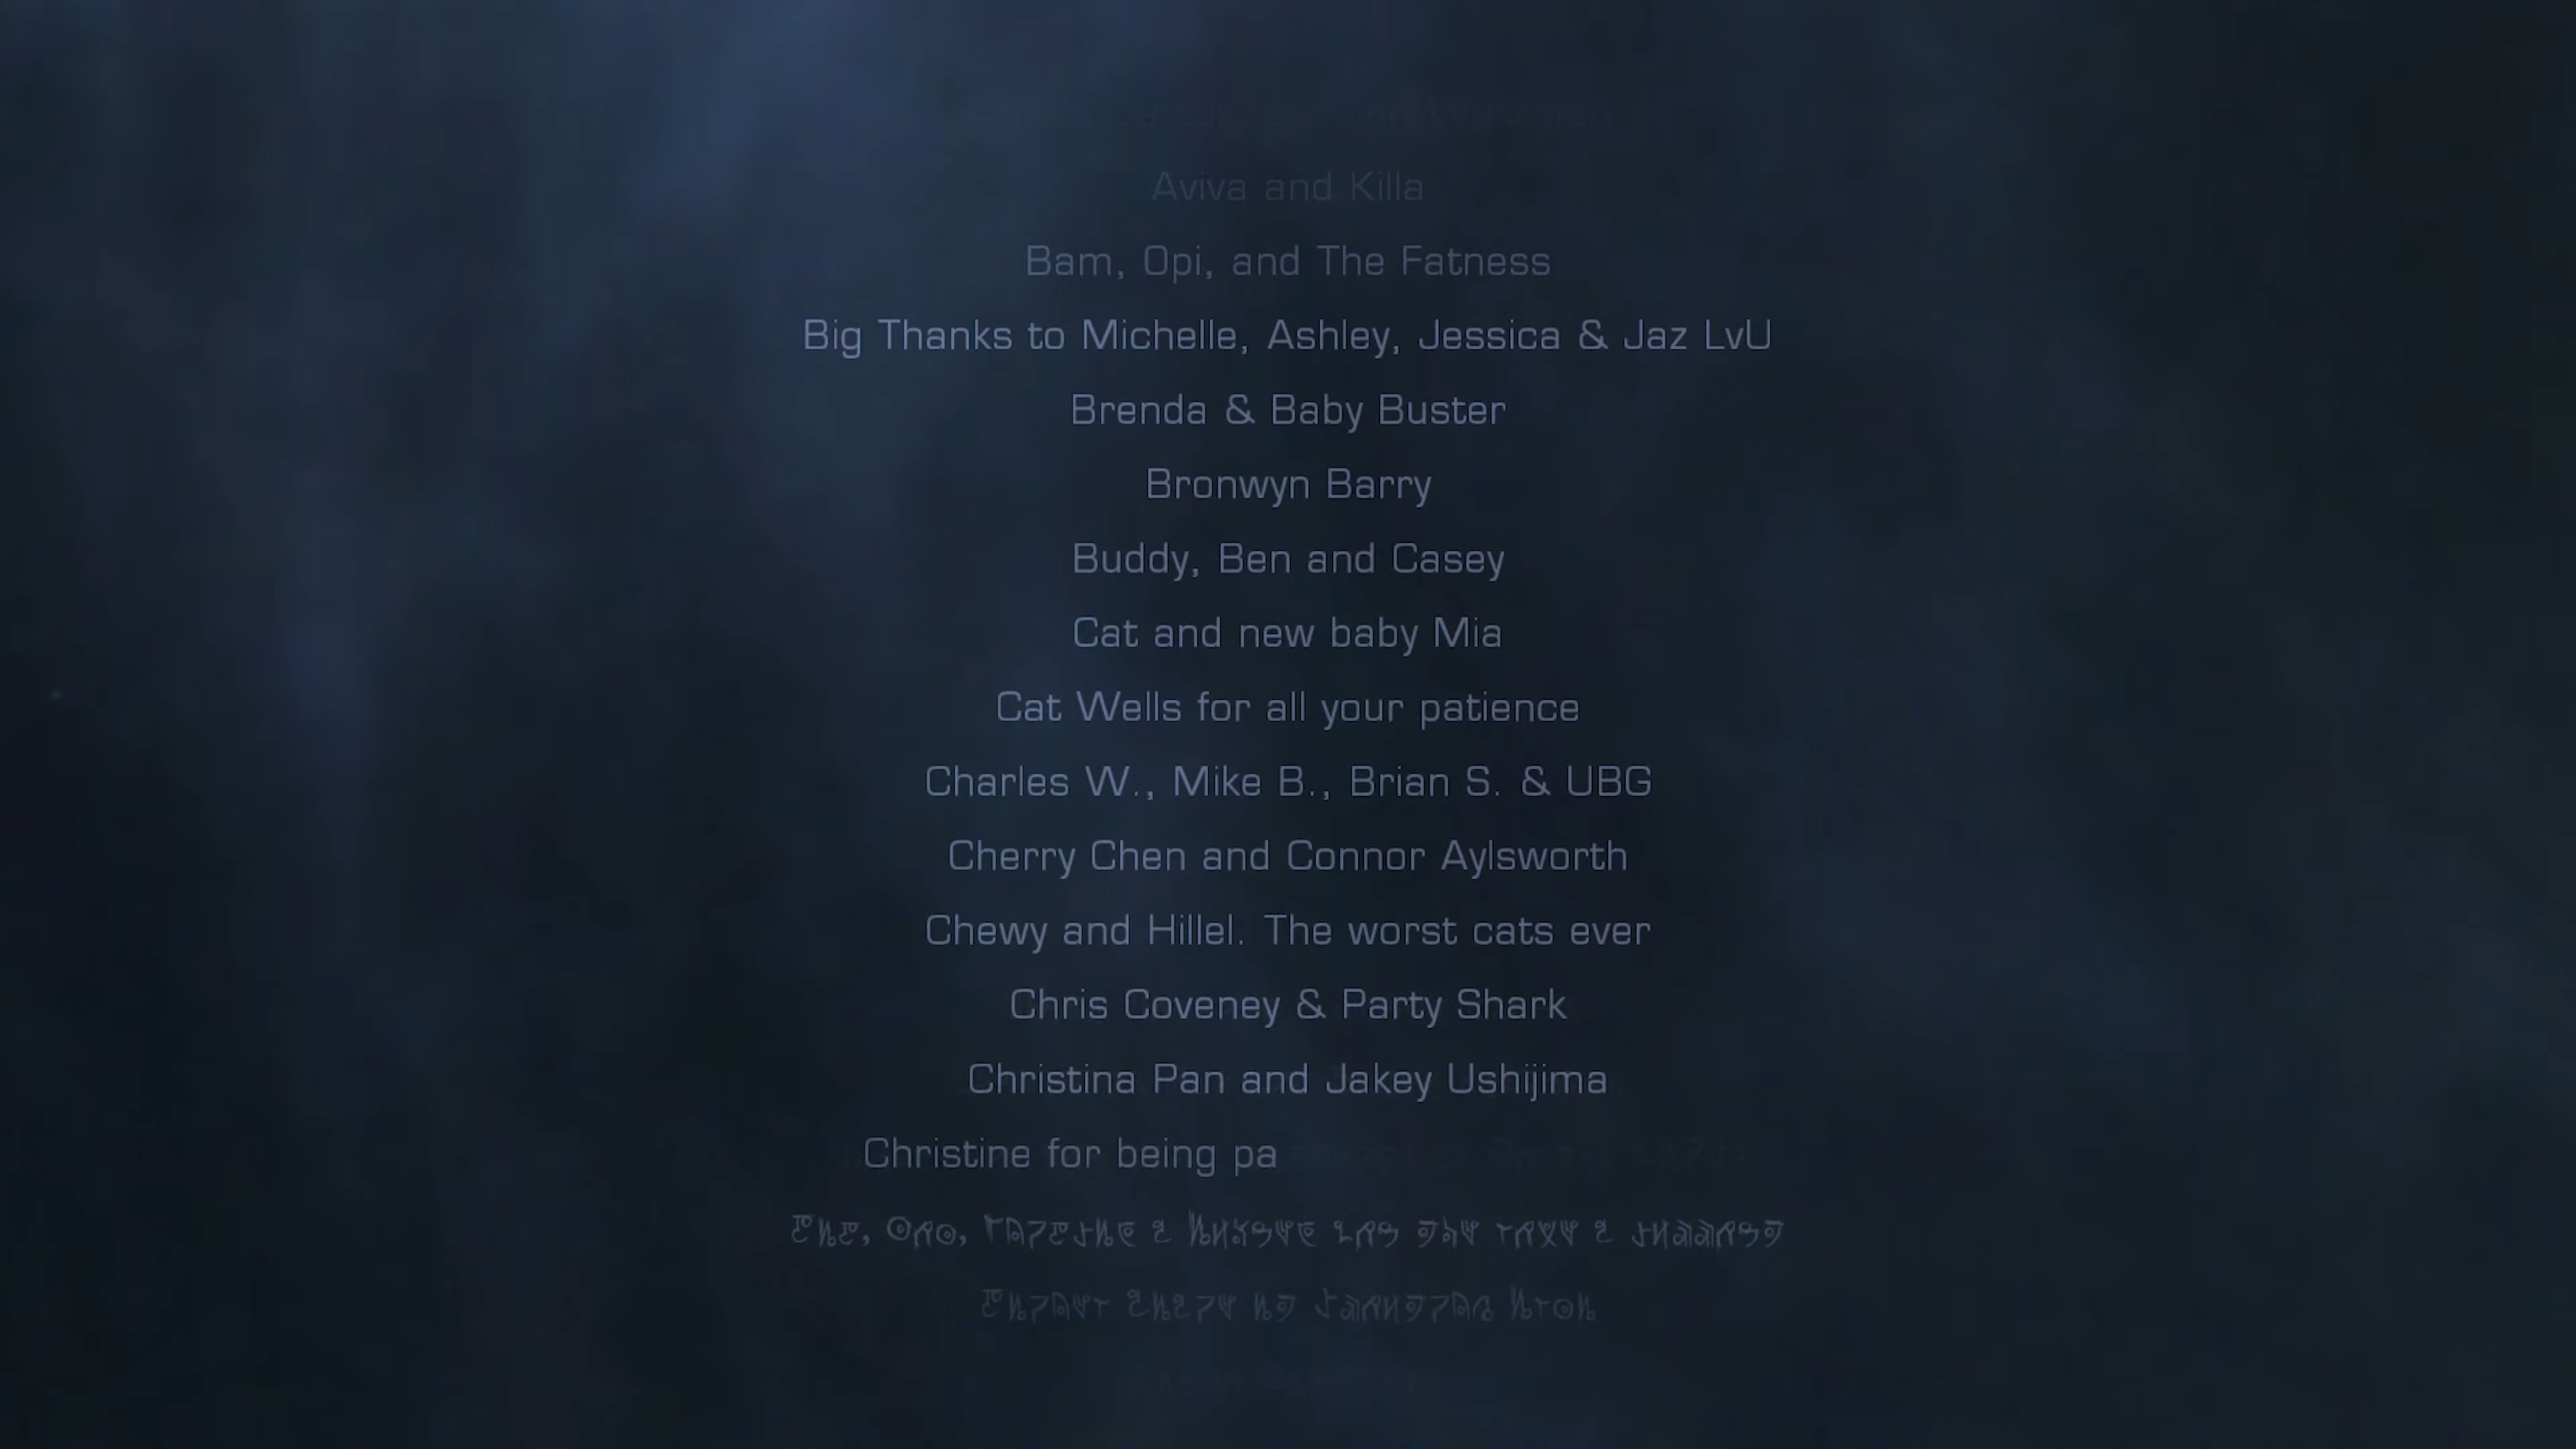 Aviva and Killa
Bam, Opi, and The Fatness
Big Thanks to Michelle, Ashley, Jessica & Jaz LvU
Brenda & Baby Buster
Bronwyn Barry
Buddy, Ben and Casey
Cat and new baby Mia
Cat Wells for all your patience
Charles W., Mike B., Brian S. & UBG
Cherry Chen and Connor Aylsworth
Chewy and Hillel. The worst cats ever
Chris Coveney & Party Shark
Christina Pan and Jakey Ushijima
Christine for being pa